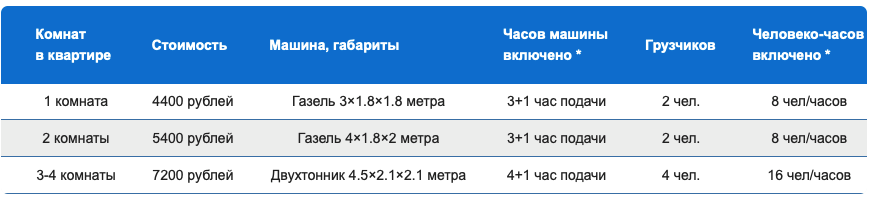 Комнат в квартире Стоимость Машина, габариты Часов машины включено * Грузчиков Человеко-часов включено *
1 комната 4400 рублей Газель 3×1.8×1.8 метра 3+1 час подачи 2 чел. 8 чел/часов
2 комнаты 5400 рублей Газель 4×1.8×2 метра 3+1 час подачи 2 чел. 8 чел/часов
3-4 комнаты 7200 рублей Двухтонник 4.5×2.1×2.1 метра 4+1 час подачи 4 чел. 16 чел/часов